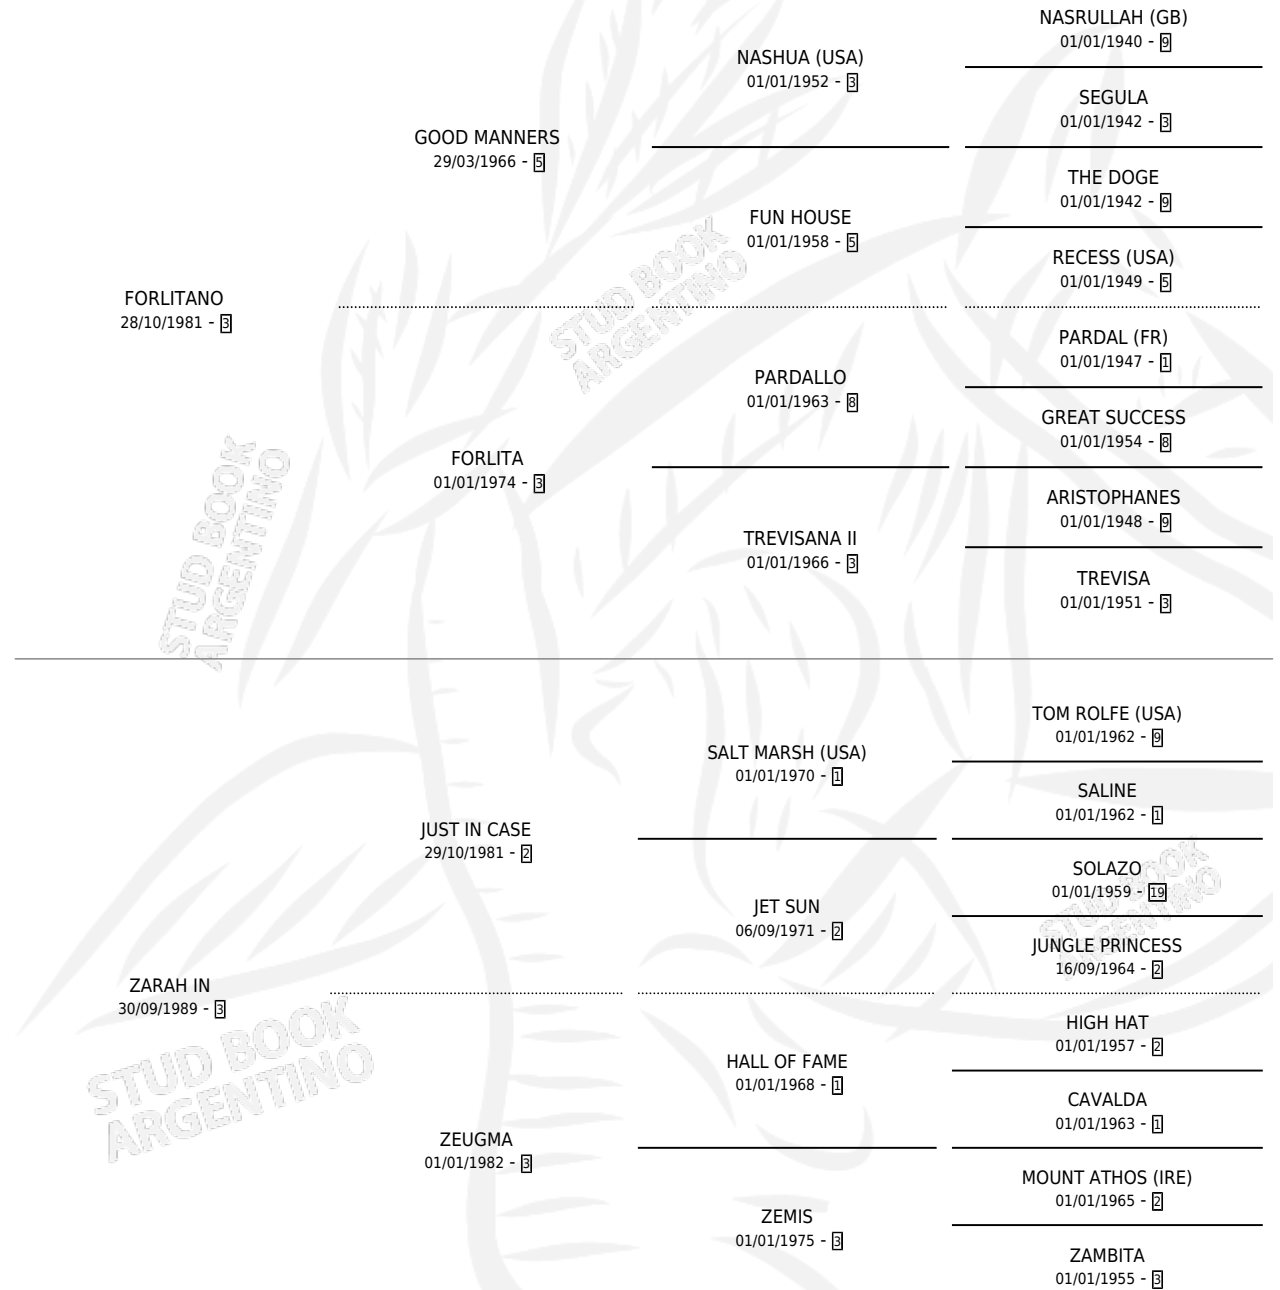 NASRULLAH (GB)
01/01/1940 - 9
NASHUA (USA)
01/01/1952 - 3
SEGULA
01/01/1942 - 3
GOOD MANNERS
29/03/1966 - 5
THE DOGE
01/01/1942 - 9
FUN HOUSE
01/01/1958 - 5
RECESS (USA)
01/01/1949 - 5
FORLITANO
28/10/1981 - 3
PARDAL (FR)
01/01/1947 - 1
PARDALLO
01/01/1963 - 8
GREAT SUCCESS
01/01/1954 - 8
FORLITA
01/01/1974 - 3
ARISTOPHANES
01/01/1948 - 9
TREVISANA II
01/01/1966 - 3
TREVISA
01/01/1951 - 3
STUD BOOK
ARGENTINO
STUD BOOK
ARGENTINO
TOM ROLFE (USA)
01/01/1962 - 9
SALT MARSH (USA)
01/01/1970 - 1
SALINE
01/01/1962 - 1
JUST IN CASE
29/10/1981 - 2
SOLAZO
01/01/1959 - 19
JET SUN
06/09/1971 - 2
JUNGLE PRINCESS
16/09/1964 - 2
ZARAH IN
30/09/1989 - 3
HIGH HAT
01/01/1957 - 2
HALL OF FAME
01/01/1968 - 1
CAVALDA
01/01/1963 - 1
ZEUGMA
01/01/1982 - 3
MOUNT ATHOS (IRE)
01/01/1965 - 2
ZEMIS
01/01/1975 - 3
ZAMBITA
01/01/1955 - 3
STUD BOOK
ARGENTINO
STUD BOOK
ARGENTINO